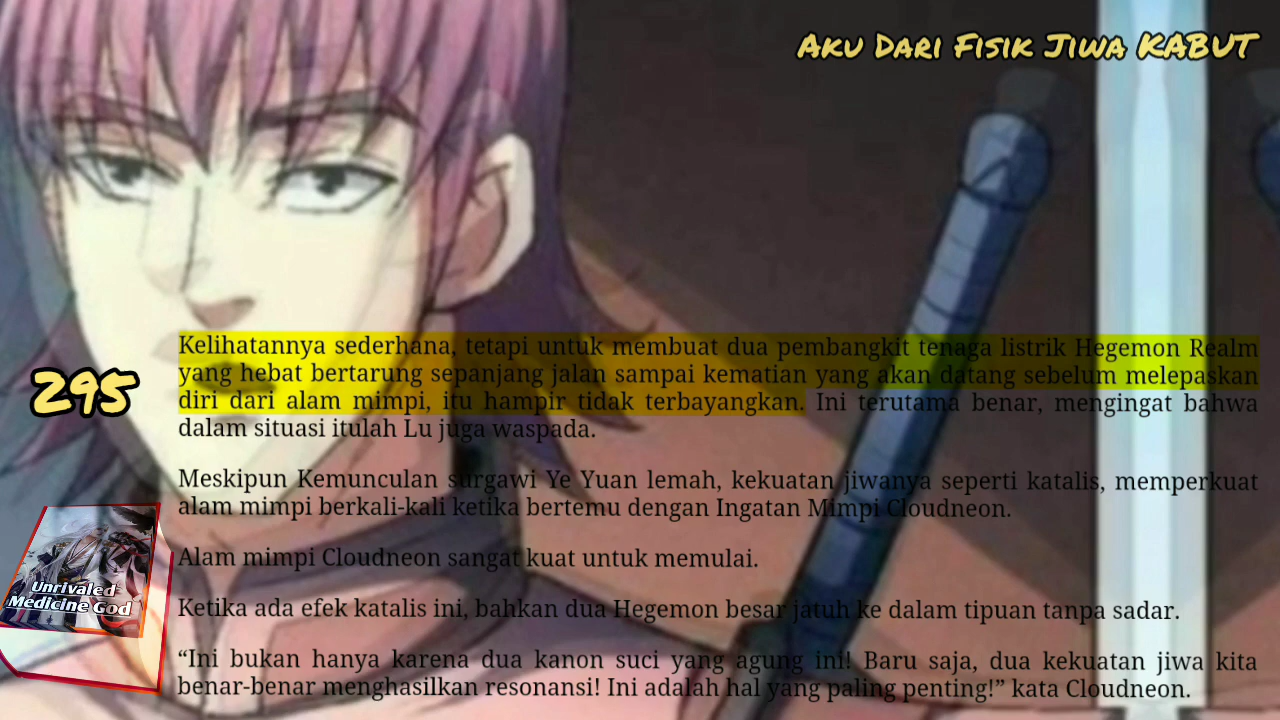 Aku Dari Fisik Jiwa KABUT
Kelihatannya sederhana, tetapi untuk membuat dua pembangkit tenaga listrik Hegemon Realm
yang hebat bertarung sepanjang jalan sampai kematian yang akan datang sebelum melepaskan
diri dari alam mimpi, itu hampir tidak terbayangkan. Ini terutama benar, mengingat bahwa
dalam situasi itulah Lu juga waspada.
295
Meskipun Kemunculan surgawi Ye Yuan lemah, kekuatan jiwanya seperti katalis, memperkuat
alam mimpi berkali-kali ketika bertemu dengan Ingatan Mimpi Cloudneon.
Alam mimpi Cloudneon sangat kuat untuk memulai.
Ketika ada efek katalis ini, bahkan dua Hegemon besar jatuh ke dalam tipuan tanpa sadar.
Unrivaled
Medicine God
“Ini bukan hanya karena dua kanon suci yang agung ini! Baru saja, dua kekuatan jiwa kita
benar-benar menghasilkan resonansi! Ini adalah hal yang paling penting!” kata Cloudneon.